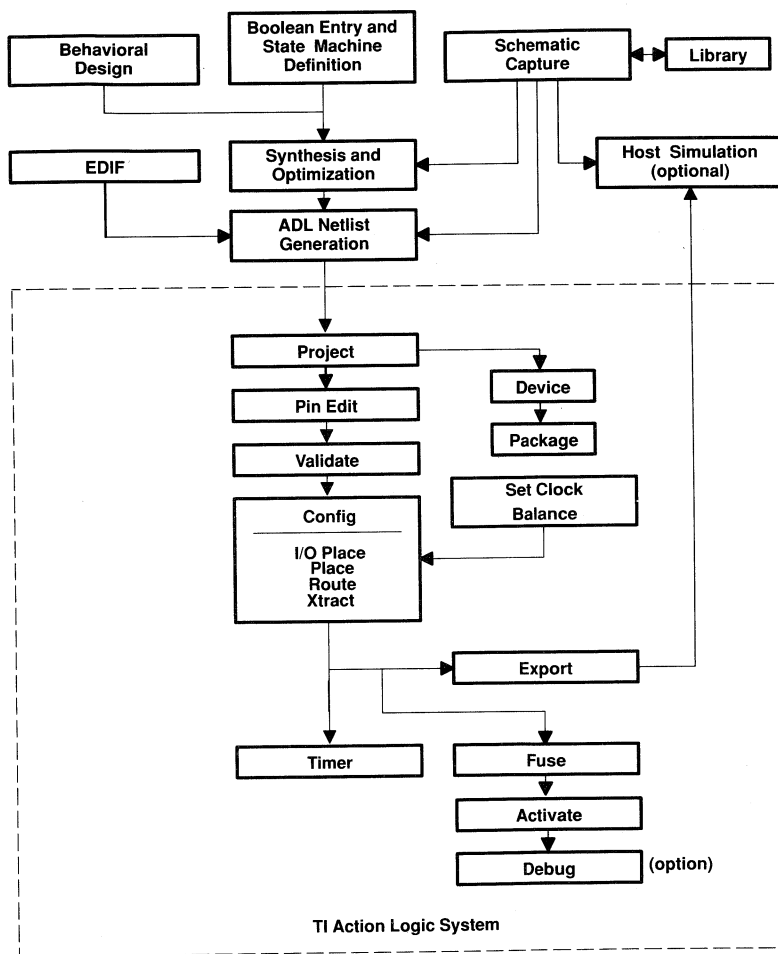 Behavioral
Design
Boolean Entry and
State Machine
Definition
Schematic
Capture
Library
EDIF
Synthesis and
Optimization
Host Simulation
(optional)
ADL Netlist
Generation
Project
Device
Pin Edit
Package
Validate
Set Clock
Balance
Config
I/O Place
Place
Route
Xtract
Export
Timer
Fuse
Activate
Debug
(option)
TI Action Logic System